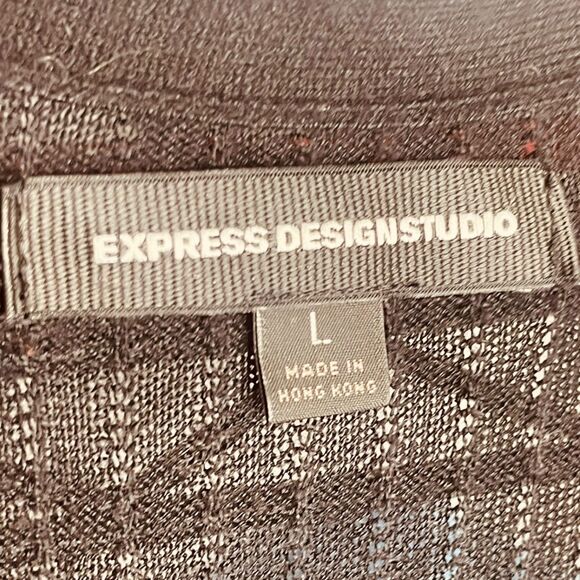 EXPRESS DESIGN STUDIO
L
MADE IN
HONG KONG